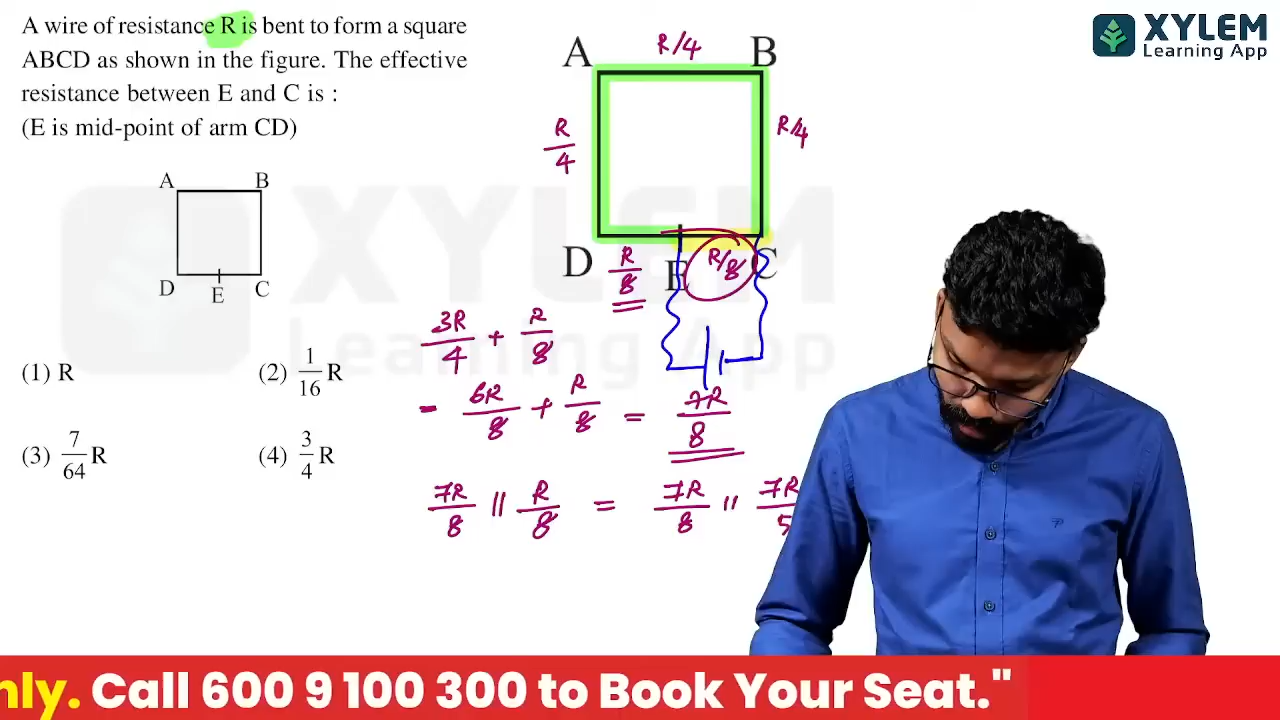 A wire of resistance R is bent to form a square
ABCD as shown in the figure. The effective
resistance between E and C is :
(E is mid-point of arm CD)
A B
D E C
(1) R
(2) 1/16 R
(3) 7/64 R
(4) 3/4 R
XYLEM
Learning App
A R/4 B
R/4 R/4
D R/8 E R/8 C
3R/4 + R/8
= 6R/8 + R/8 = 7R/8
7R/8 || R/8 = 7R/8 ||
XYLEM
Learning App
nly. Call 600 9 100 300 to Book Your Seat."